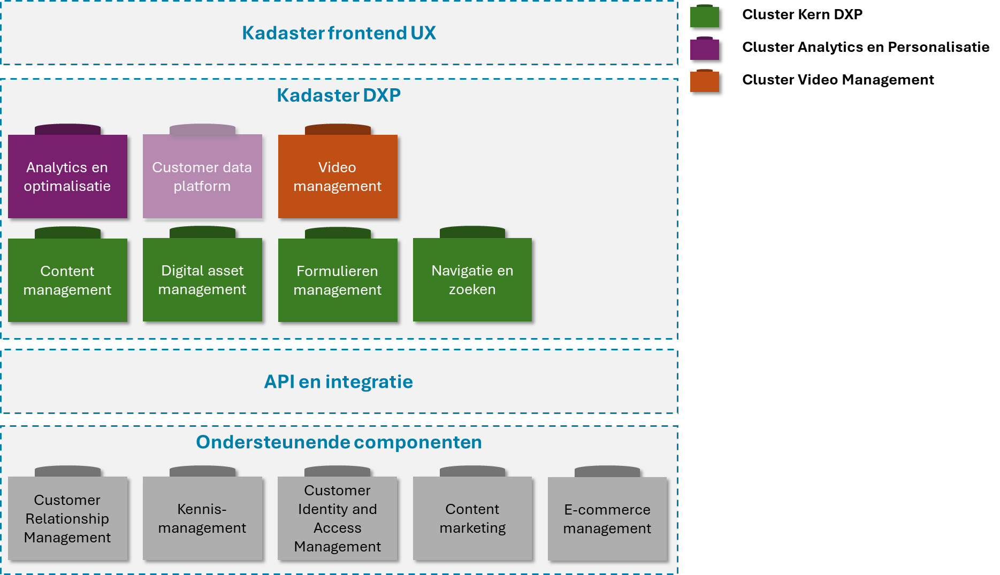 Kadaster frontend UX
Cluster Kern DXP
Cluster Analytics en Personalisatie
Cluster Video Management
Kadaster DXP
Analytics en
optimalisatie
Customer data
platform
Video
management
Content
management
Digital asset
management
Formulieren
management
Navigatie en
zoeken
API en integratie
Ondersteunende componenten
Customer
Relationship
Management
Kennis-
management
Customer
Identity and
Access
Management
Content
marketing
E-commerce
management